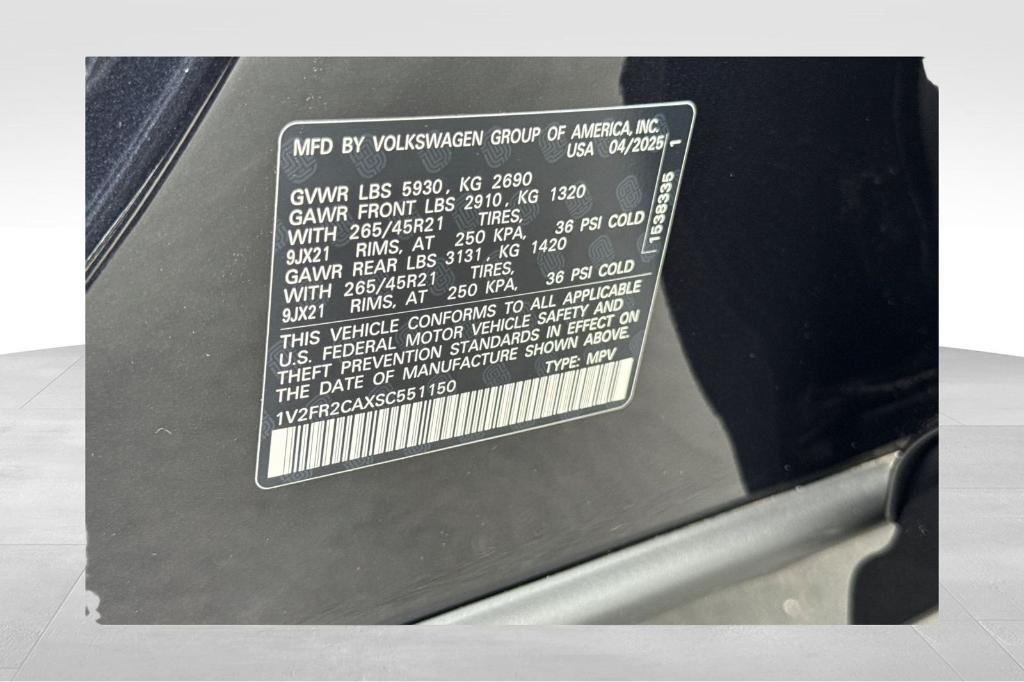 MFD BY VOLKSWAGEN GROUP OF AMERICA, INC.
USA 04/2025
GVWR LBS 5930, KG 2690
GAWR FRONT LBS 2910, KG 1320
WITH 265/45R21 TIRES,
9JX21 RIMS, AT 250 KPA, 36 PSI COLD
GAWR REAR LBS 3131, KG 1420
WITH 265/45R21 TIRES,
9JX21 RIMS, AT 250 KPA, 36 PSI COLD
THIS VEHICLE CONFORMS TO ALL APPLICABLE
U.S. FEDERAL MOTOR VEHICLE SAFETY AND
THEFT PREVENTION STANDARDS IN EFFECT ON
THE DATE OF MANUFACTURE SHOWN ABOVE.
1V2FR2CAXSC551150 TYPE: MPV
1538335 1